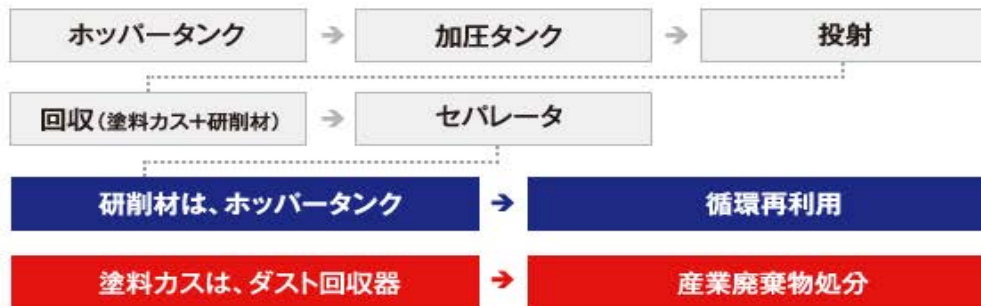 ホッパータンク → 加圧タンク → 投射
回収（塗料カス＋研削材） → セパレータ
研削材は、ホッパータンク → 循環再利用
塗料カスは、ダスト回収器 → 産業廃棄物処分